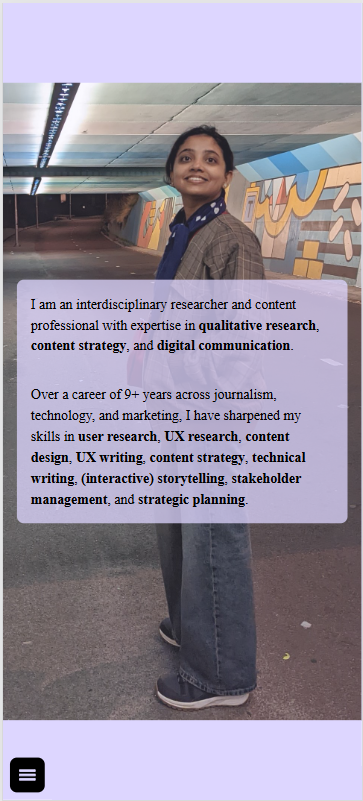 I am an interdisciplinary researcher and content
professional with expertise in qualitative research,
content strategy, and digital communication.
Over a career of 9+ years across journalism,
technology, and marketing, I have sharpened my
skills in user research, UX research, content
design, UX writing, content strategy, technical
writing, (interactive) storytelling, stakeholder
management, and strategic planning.